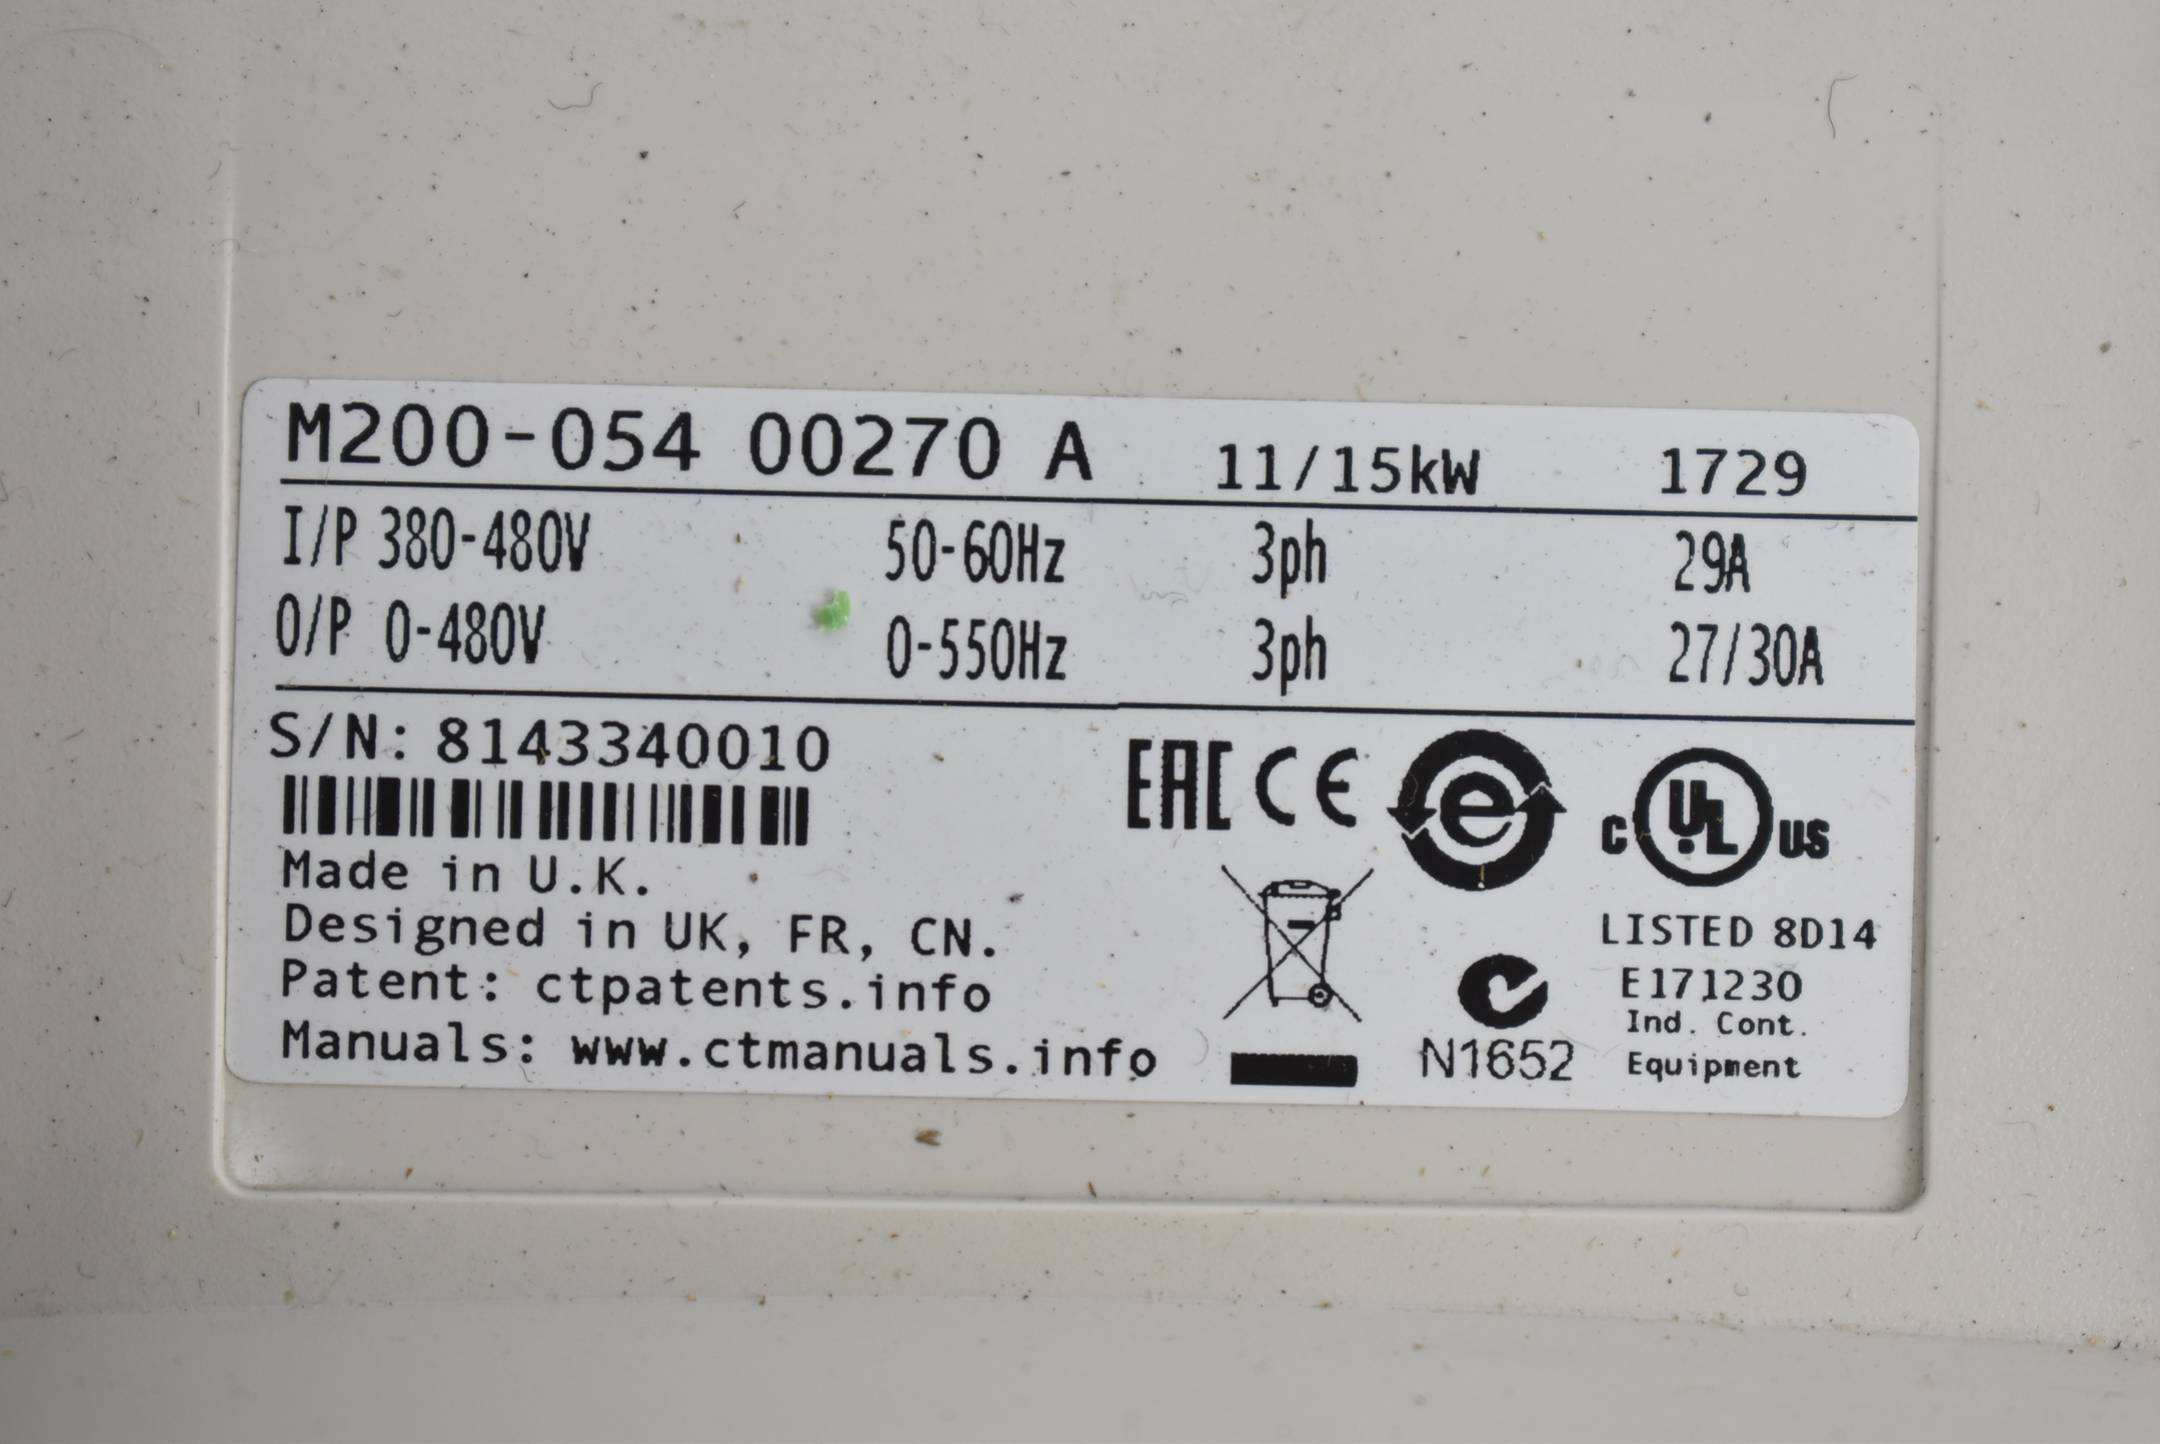 M200-054 00270 A 11/15kW 1729
I/P 380-480V 50-60Hz 3ph 29A
O/P 0-480V 0-550Hz 3ph 27/30A
S/N: 8143340010
EAC CE e c UL US
Made in U.K.
Designed in UK, FR, CN.
Patent: ctpatents.info
Manuals: www.ctmanuals.info
N1652
LISTED 8D14
E171230
Ind. Cont.
Equipment